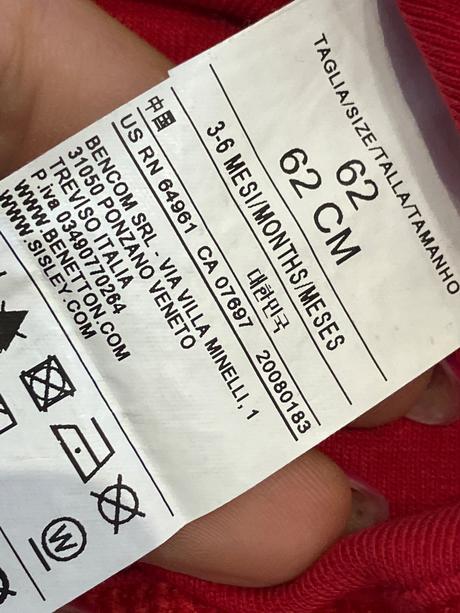 TAGLIA/SIZE/TALLA/TAMANHO
62
62 CM
3-6 MESI/MONTHS/MESES
中国 대한민국
US RN 64961 CA 07697 20080183
BENCOM SRL - VIA VILLA MINELLI, 1
31050 PONZANO VENETO
TREVISO ITALIA
P.iva 03490770264
WWW.BENETTON.COM
WWW.SISLEY.COM
W